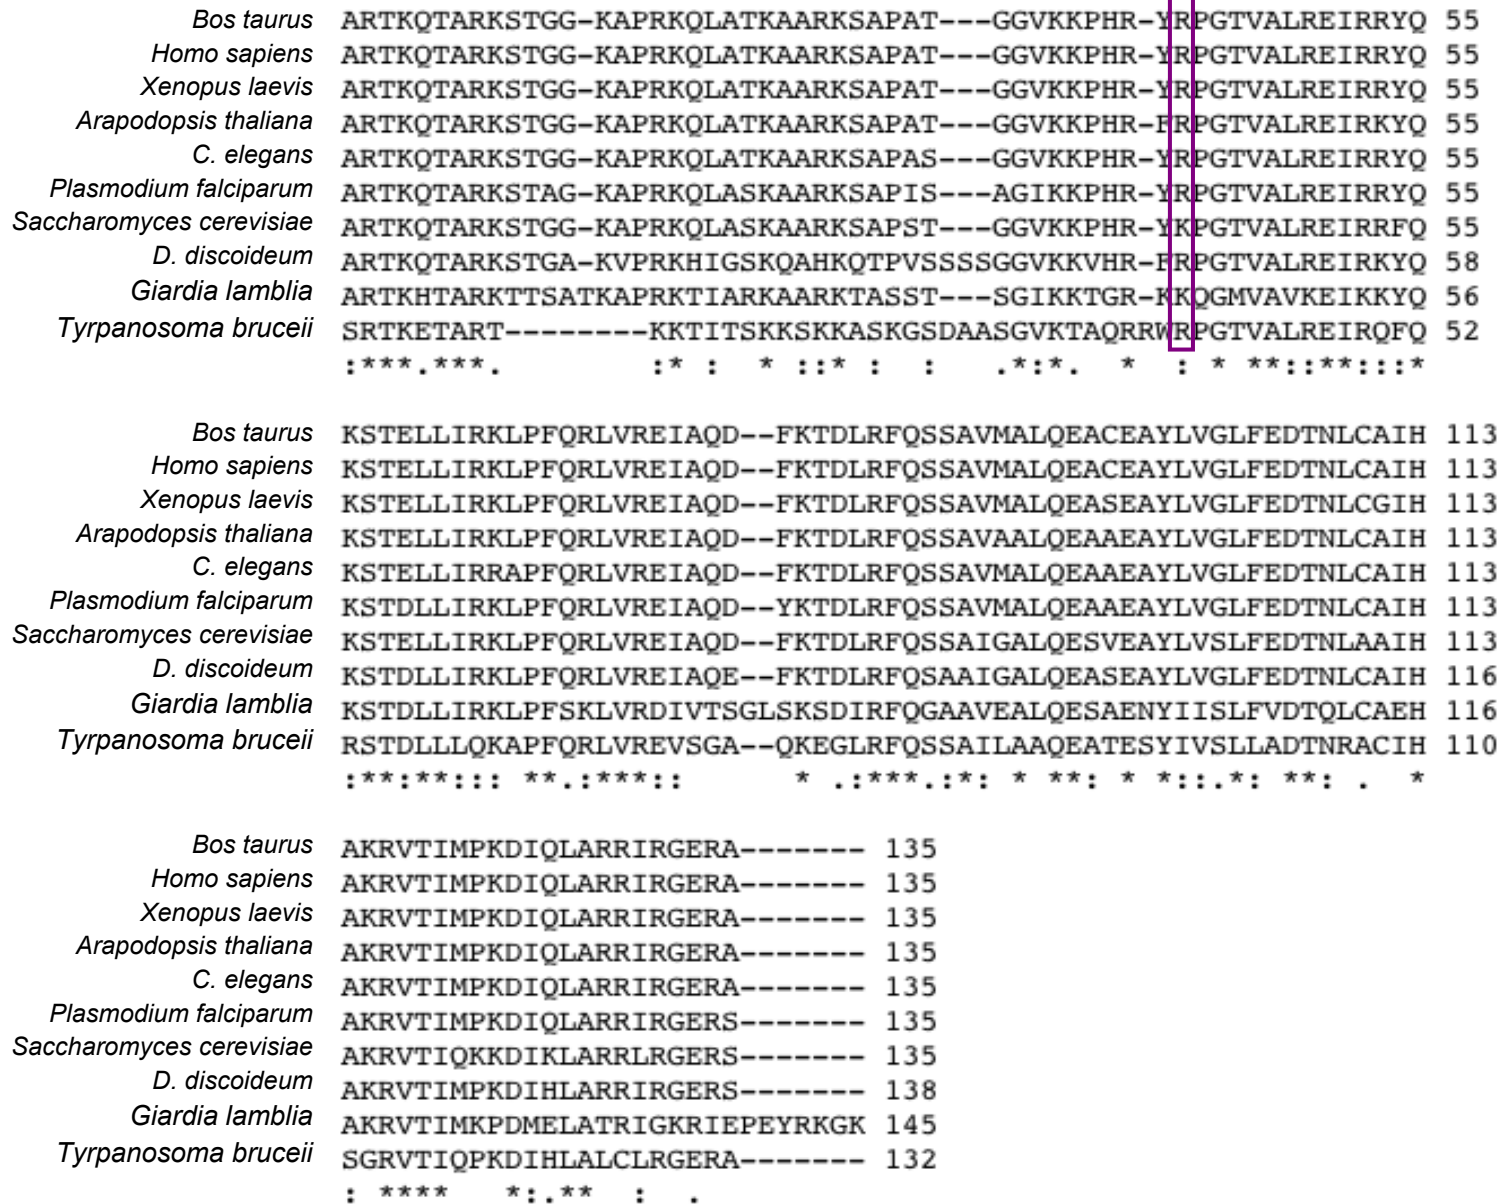 Bos taurus ARTKQTARKSTGG-KAPRKQLATKAARKSAPAT---GGVKKPHR-YRPGTVALREIRRYQ 55
Homo sapiens ARTKQTARKSTGG-KAPRKQLATKAARKSAPAT---GGVKKPHR-YRPGTVALREIRRYQ 55
Xenopus laevis ARTKQTARKSTGG-KAPRKQLATKAARKSAPAT---GGVKKPHR-YRPGTVALREIRRYQ 55
Arapodopsis thaliana ARTKQTARKSTGG-KAPRKQLATKAARKSAPAT---GGVKKPHR-FRPGTVALREIRKYQ 55
C. elegans ARTKQTARKSTGG-KAPRKQLATKAARKSAPAS---GGVKKPHR-YRPGTVALREIRRYQ 55
Plasmodium falciparum ARTKQTARKSTAG-KAPRKQLASKAARKSAPIS---AGIKKPHR-YRPGTVALREIRRYQ 55
Saccharomyces cerevisiae ARTKQTARKSTGG-KAPRKQLASKAARKSAPST---GGVKKPHR-YKPGTVALREIRRFQ 55
D. discoideum ARTKQTARKSTGA-KVPRKHIGSKQAHKQTPVSSSSGGVKKVHR-FRPGTVALREIRKYQ 58
Giardia lamblia ARTKHTARKTTSATKAPRKTIARKAARKTASST---SGIKKTGR-KKQGMVAVKEIKKYQ 56
Tyrpanosoma bruceii SRTKETART--------KKTITSKKSKKASKGSDAASGVKTAQRRWRPGTVALREIRQFQ 52
:***.***.        :* :  * ::* :  :   .*:*.  *  : * **::**:::*
Bos taurus KSTELLIRKLPFQRLVREIAQD--FKTDLRFQSSAVMALQEACEAYLVGLFEDTNLCAIH 113
Homo sapiens KSTELLIRKLPFQRLVREIAQD--FKTDLRFQSSAVMALQEACEAYLVGLFEDTNLCAIH 113
Xenopus laevis KSTELLIRKLPFQRLVREIAQD--FKTDLRFQSSAVMALQEASEAYLVGLFEDTNLCGIH 113
Arapodopsis thaliana KSTELLIRKLPFQRLVREIAQD--FKTDLRFQSSAVAALQEAAEAYLVGLFEDTNLCAIH 113
C. elegans KSTELLIRRAPFQRLVREIAQD--FKTDLRFQSSAVMALQEAAEAYLVGLFEDTNLCAIH 113
Plasmodium falciparum KSTDLLIRKLPFQRLVREIAQD--YKTDLRFQSSAVMALQEAAEAYLVGLFEDTNLCAIH 113
Saccharomyces cerevisiae KSTELLIRKLPFQRLVREIAQD--FKTDLRFQSSAIGALQESVEAYLVSLFEDTNLAAIH 113
D. discoideum KSTDLLIRKLPFQRLVREIAQE--FKTDLRFQSAAIGALQEASEAYLVGLFEDTNLCAIH 116
Giardia lamblia KSTDLLIRKLPFSKLVRDIVTSGLSKSDIRFQGAAVEALQESAENYIISLFVDTQLCAEH 116
Tyrpanosoma bruceii RSTDLLLQKAPFQRLVREVSGA--QKEGLRFQSSAILAAQEATESYIVSLLADTNRACIH 110
:**:**::: **.:***::      * .:***.:*: * **: * *::.*: **: .  *
Bos taurus AKRVTIMPKDIQLARRIRGERA------- 135
Homo sapiens AKRVTIMPKDIQLARRIRGERA------- 135
Xenopus laevis AKRVTIMPKDIQLARRIRGERA------- 135
Arapodopsis thaliana AKRVTIMPKDIQLARRIRGERA------- 135
C. elegans AKRVTIMPKDIQLARRIRGERA------- 135
Plasmodium falciparum AKRVTIMPKDIQLARRIRGERS------- 135
Saccharomyces cerevisiae AKRVTIQKKDIKLARRLRGERS------- 135
D. discoideum AKRVTIMPKDIHLARRIRGERS------- 138
Giardia lamblia AKRVTIMKPDMELATRIGKRIEPEYRKGK 145
Tyrpanosoma bruceii SGRVTIQPKDIHLALCLRGERA------- 132
: ****   *:.**  :  .